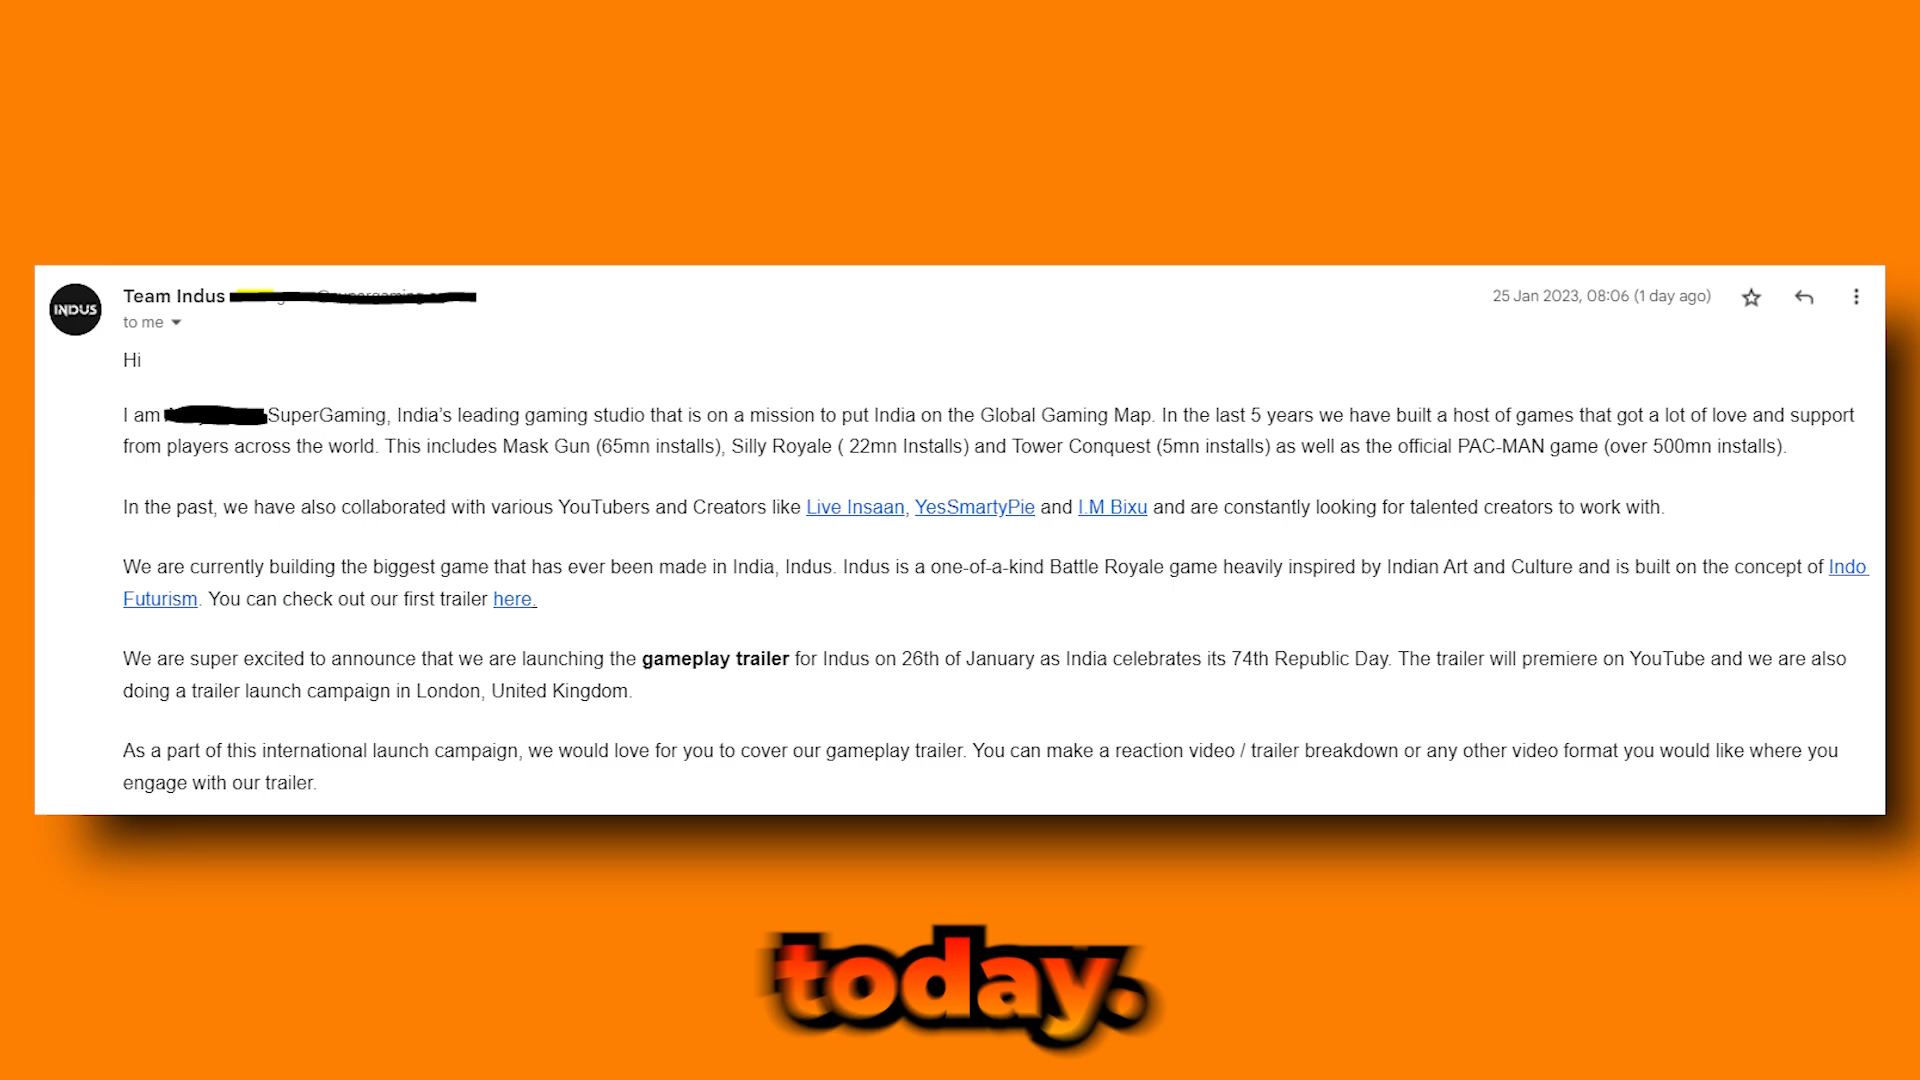 INDUS
Team Indus
25 Jan 2023, 08:06 (1 day ago)
to me
Hi
I am SuperGaming, India’s leading gaming studio that is on a mission to put India on the Global Gaming Map. In the last 5 years we have built a host of games that got a lot of love and support
from players across the world. This includes Mask Gun (65mn installs), Silly Royale ( 22mn Installs) and Tower Conquest (5mn installs) as well as the official PAC-MAN game (over 500mn installs).
In the past, we have also collaborated with various YouTubers and Creators like Live Insaan, YesSmartyPie and I.M Bixu and are constantly looking for talented creators to work with.
We are currently building the biggest game that has ever been made in India, Indus. Indus is a one-of-a-kind Battle Royale game heavily inspired by Indian Art and Culture and is built on the concept of Indo
Futurism. You can check out our first trailer here.
We are super excited to announce that we are launching the gameplay trailer for Indus on 26th of January as India celebrates its 74th Republic Day. The trailer will premiere on YouTube and we are also
doing a trailer launch campaign in London, United Kingdom.
As a part of this international launch campaign, we would love for you to cover our gameplay trailer. You can make a reaction video / trailer breakdown or any other video format you would like where you
engage with our trailer.
today.